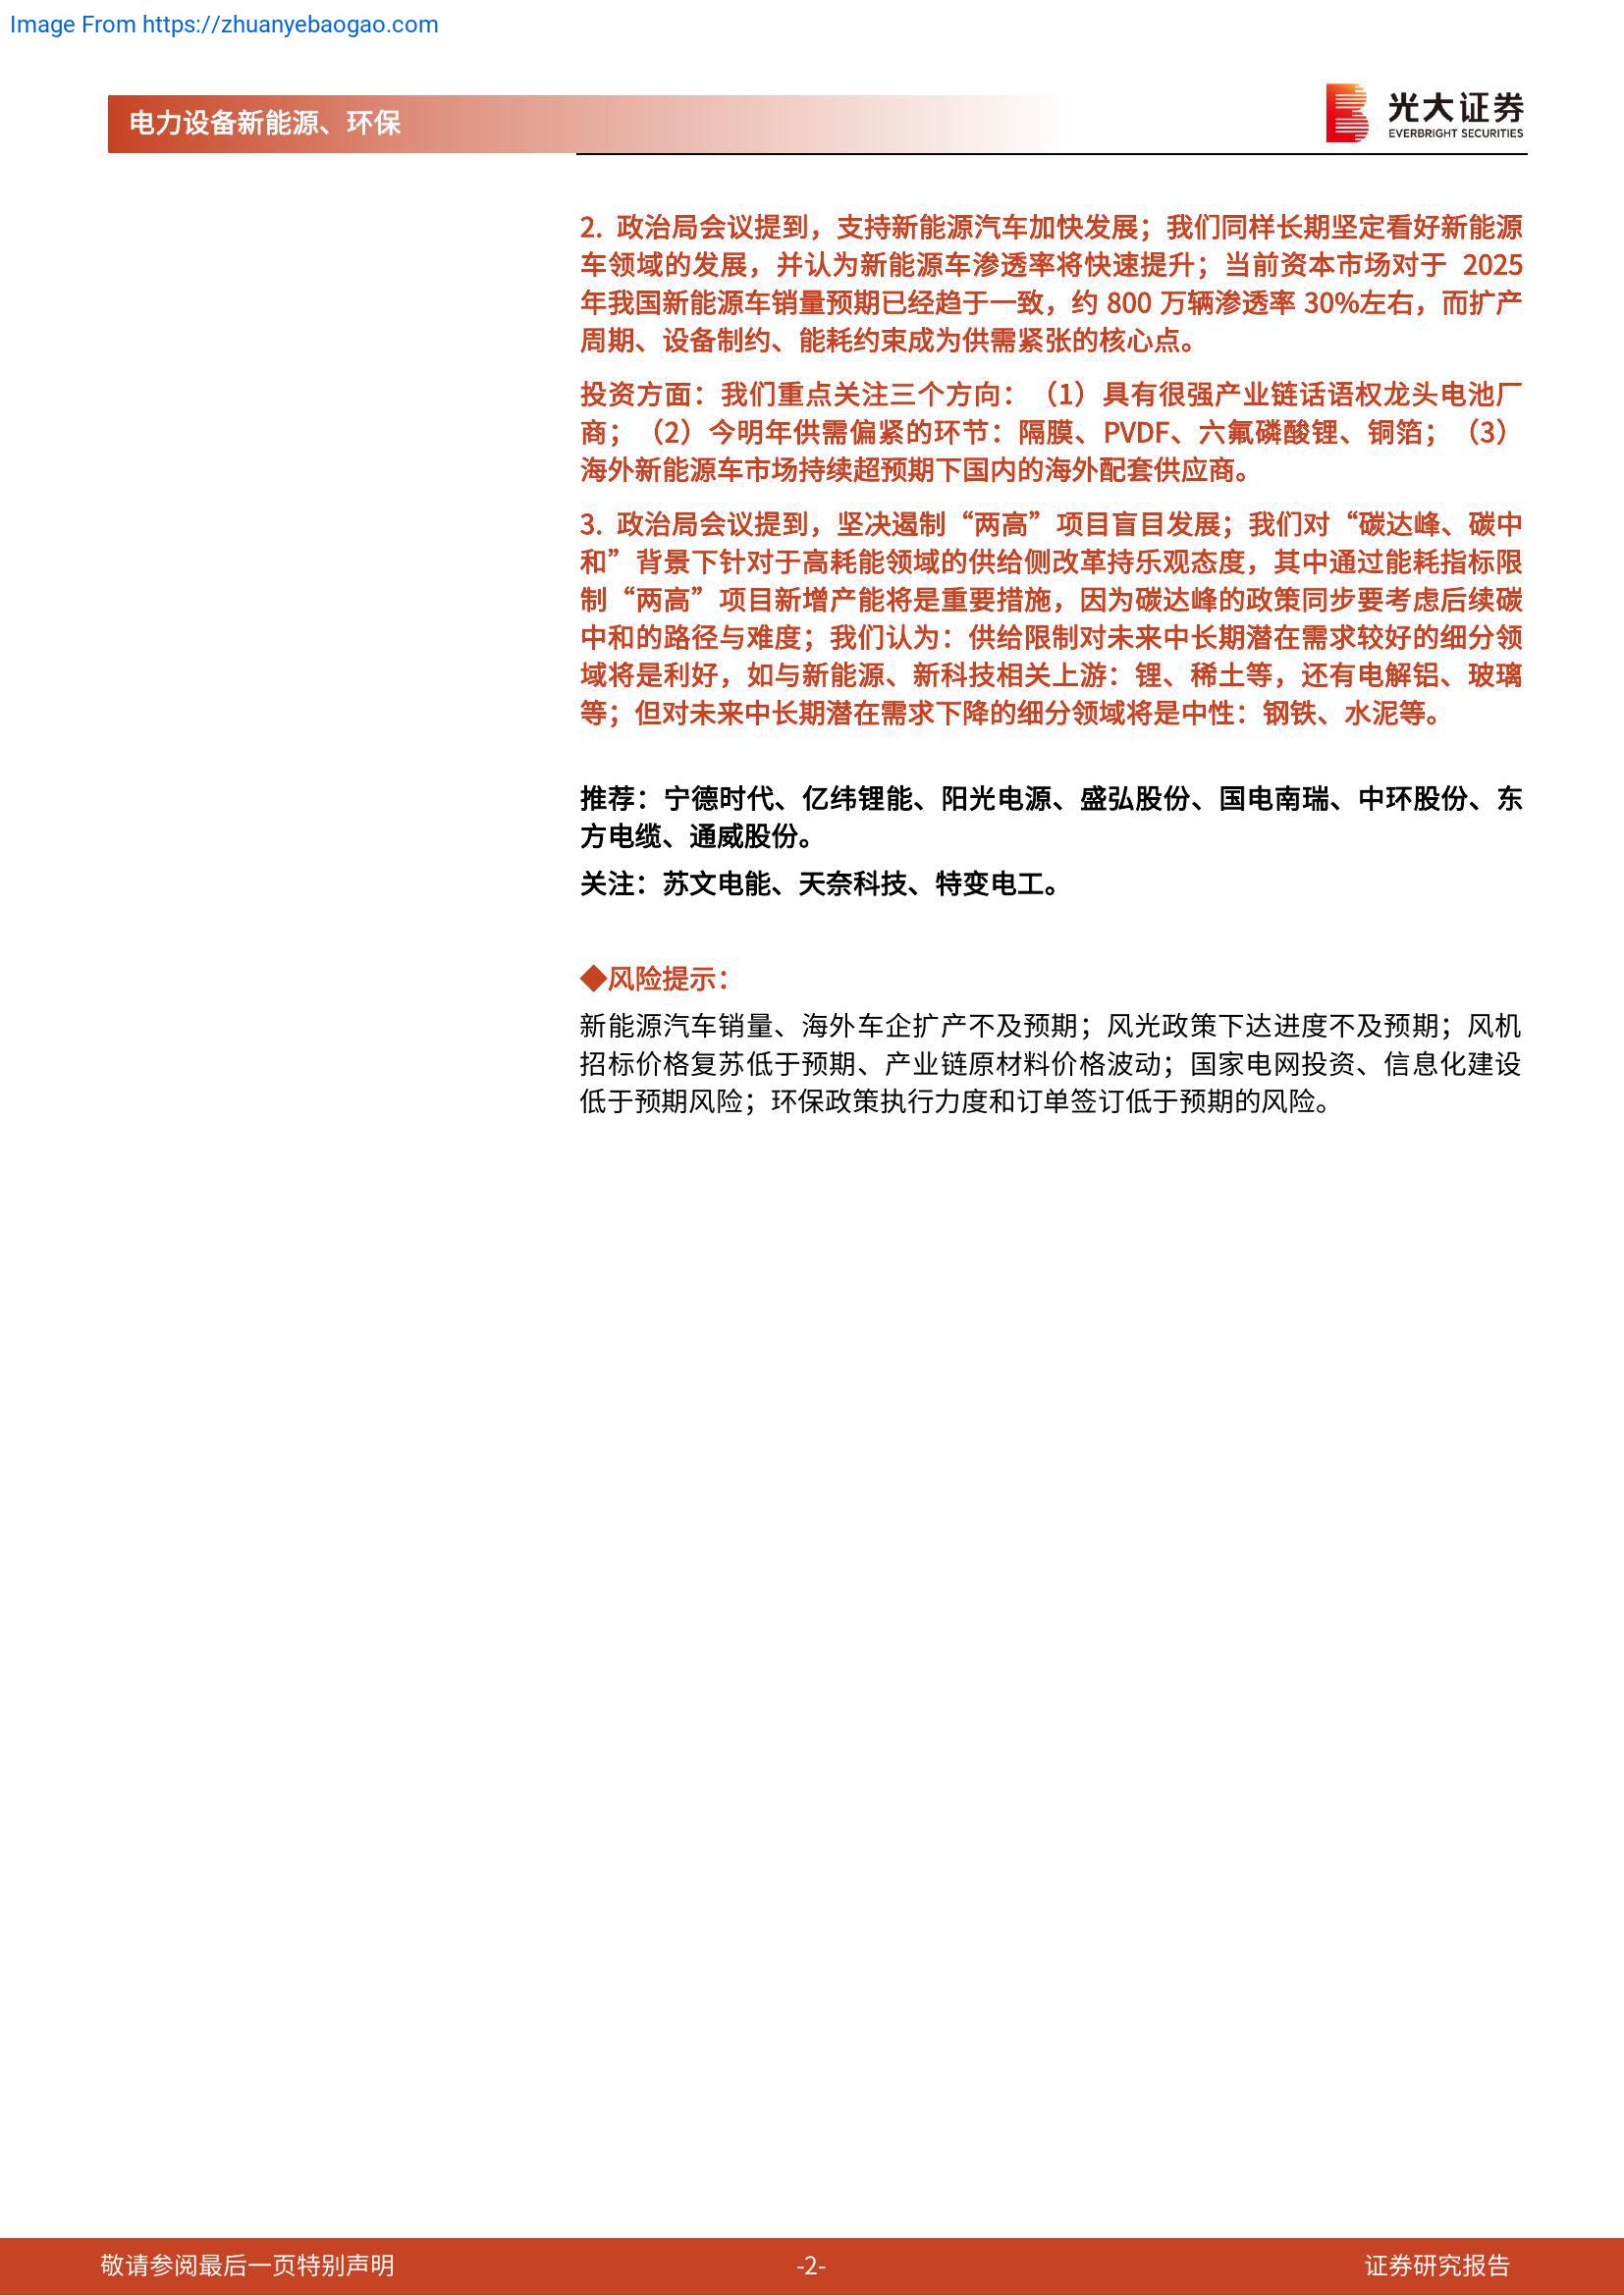 Image From https://zhuanyebaogao.com
电力设备新能源、环保
光大证券
EVERBRIGHT SECURITIES
2. 政治局会议提到，支持新能源汽车加快发展；我们同样长期坚定看好新能源
车领域的发展，并认为新能源车渗透率将快速提升；当前资本市场对于 2025
年我国新能源车销量预期已经趋于一致，约 800 万辆渗透率 30%左右，而扩产
周期、设备制约、能耗约束成为供需紧张的核心点。
投资方面：我们重点关注三个方向：（1）具有很强产业链话语权龙头电池厂
商；（2）今明年供需偏紧的环节：隔膜、PVDF、六氟磷酸锂、铜箔；（3）
海外新能源车市场持续超预期下国内的海外配套供应商。
3. 政治局会议提到，坚决遏制“两高”项目盲目发展；我们对“碳达峰、碳中
和”背景下针对于高耗能领域的供给侧改革持乐观态度，其中通过能耗指标限
制“两高”项目新增产能将是重要措施，因为碳达峰的政策同步要考虑后续碳
中和的路径与难度；我们认为：供给限制对未来中长期潜在需求较好的细分领
域将是利好，如与新能源、新科技相关上游：锂、稀土等，还有电解铝、玻璃
等；但对未来中长期潜在需求下降的细分领域将是中性：钢铁、水泥等。
推荐：宁德时代、亿纬锂能、阳光电源、盛弘股份、国电南瑞、中环股份、东
方电缆、通威股份。
关注：苏文电能、天奈科技、特变电工。
◆风险提示：
新能源汽车销量、海外车企扩产不及预期；风光政策下达进度不及预期；风机
招标价格复苏低于预期、产业链原材料价格波动；国家电网投资、信息化建设
低于预期风险；环保政策执行力度和订单签订低于预期的风险。
敬请参阅最后一页特别声明
-2-
证券研究报告